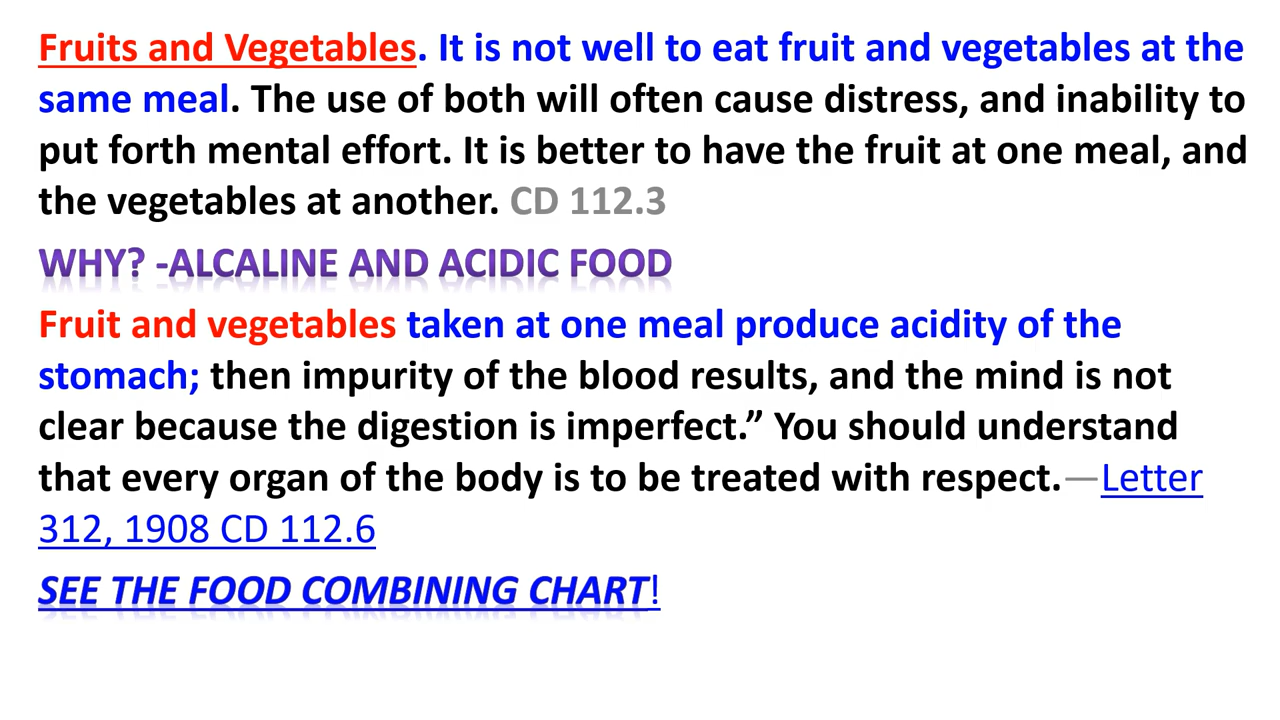 Fruits and Vegetables. It is not well to eat fruit and vegetables at the
same meal. The use of both will often cause distress, and inability to
put forth mental effort. It is better to have the fruit at one meal, and
the vegetables at another. CD 112.3
WHY? -ALCALINE AND ACIDIC FOOD
Fruit and vegetables taken at one meal produce acidity of the
stomach; then impurity of the blood results, and the mind is not
clear because the digestion is imperfect.” You should understand
that every organ of the body is to be treated with respect.—Letter
312, 1908 CD 112.6
SEE THE FOOD COMBINING CHART!